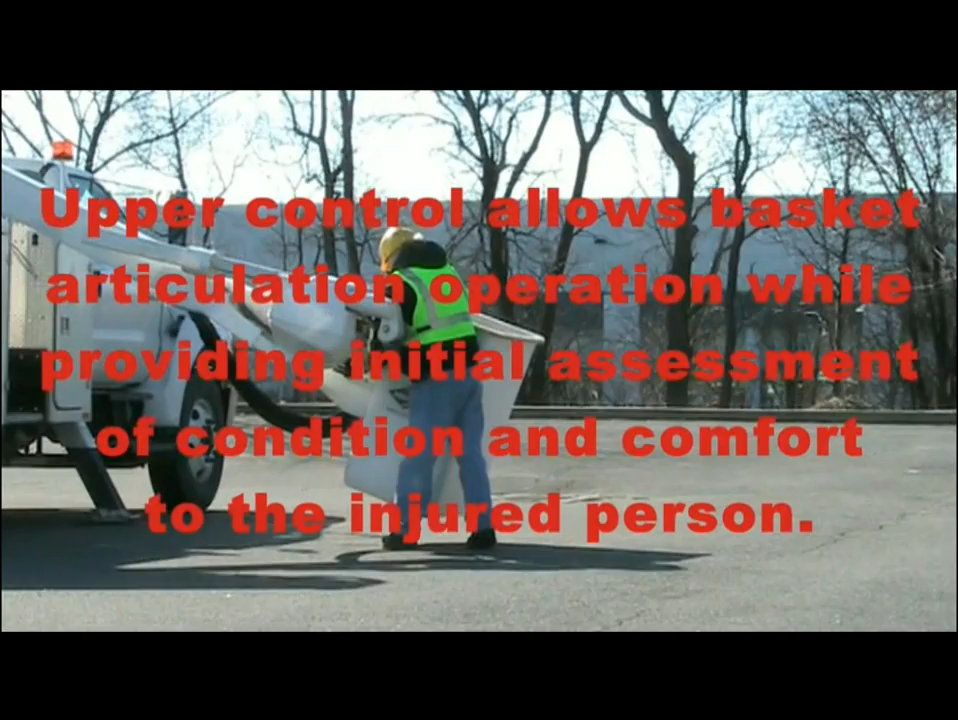 Upper control allows basket
articulation operation while
providing initial assessment
of condition and comfort
to the injured person.